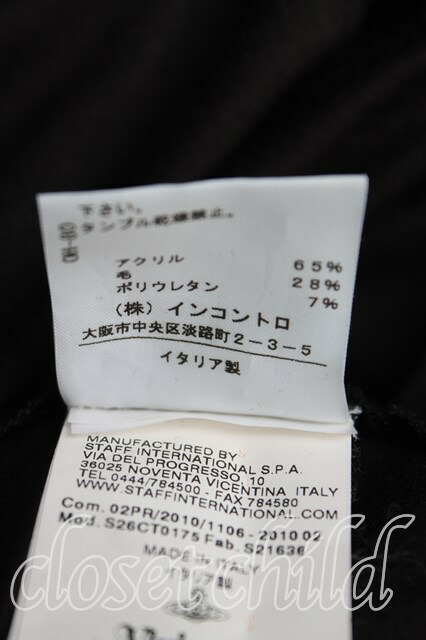 下さい。
タンブル乾燥禁止。
アクリル 65%
毛 28%
ポリウレタン 7%
(株) インコントロ
大阪市中央区淡路町2-3-5
イタリア製
MANUFACTURED BY
STAFF INTERNATIONAL S.P.A.
VIA DEL PROGRESSO, 10
36025 NOVENTA VICENTINA ITALY
TEL 0444/784500 - FAX 784580
WWW.STAFFINTERNATIONAL.COM
Com. 02PR/2010/1106 - 2010 02
Mod. S26CT0175 Fab. S21636
MADE IN ITALY
イタリア製
closetchild